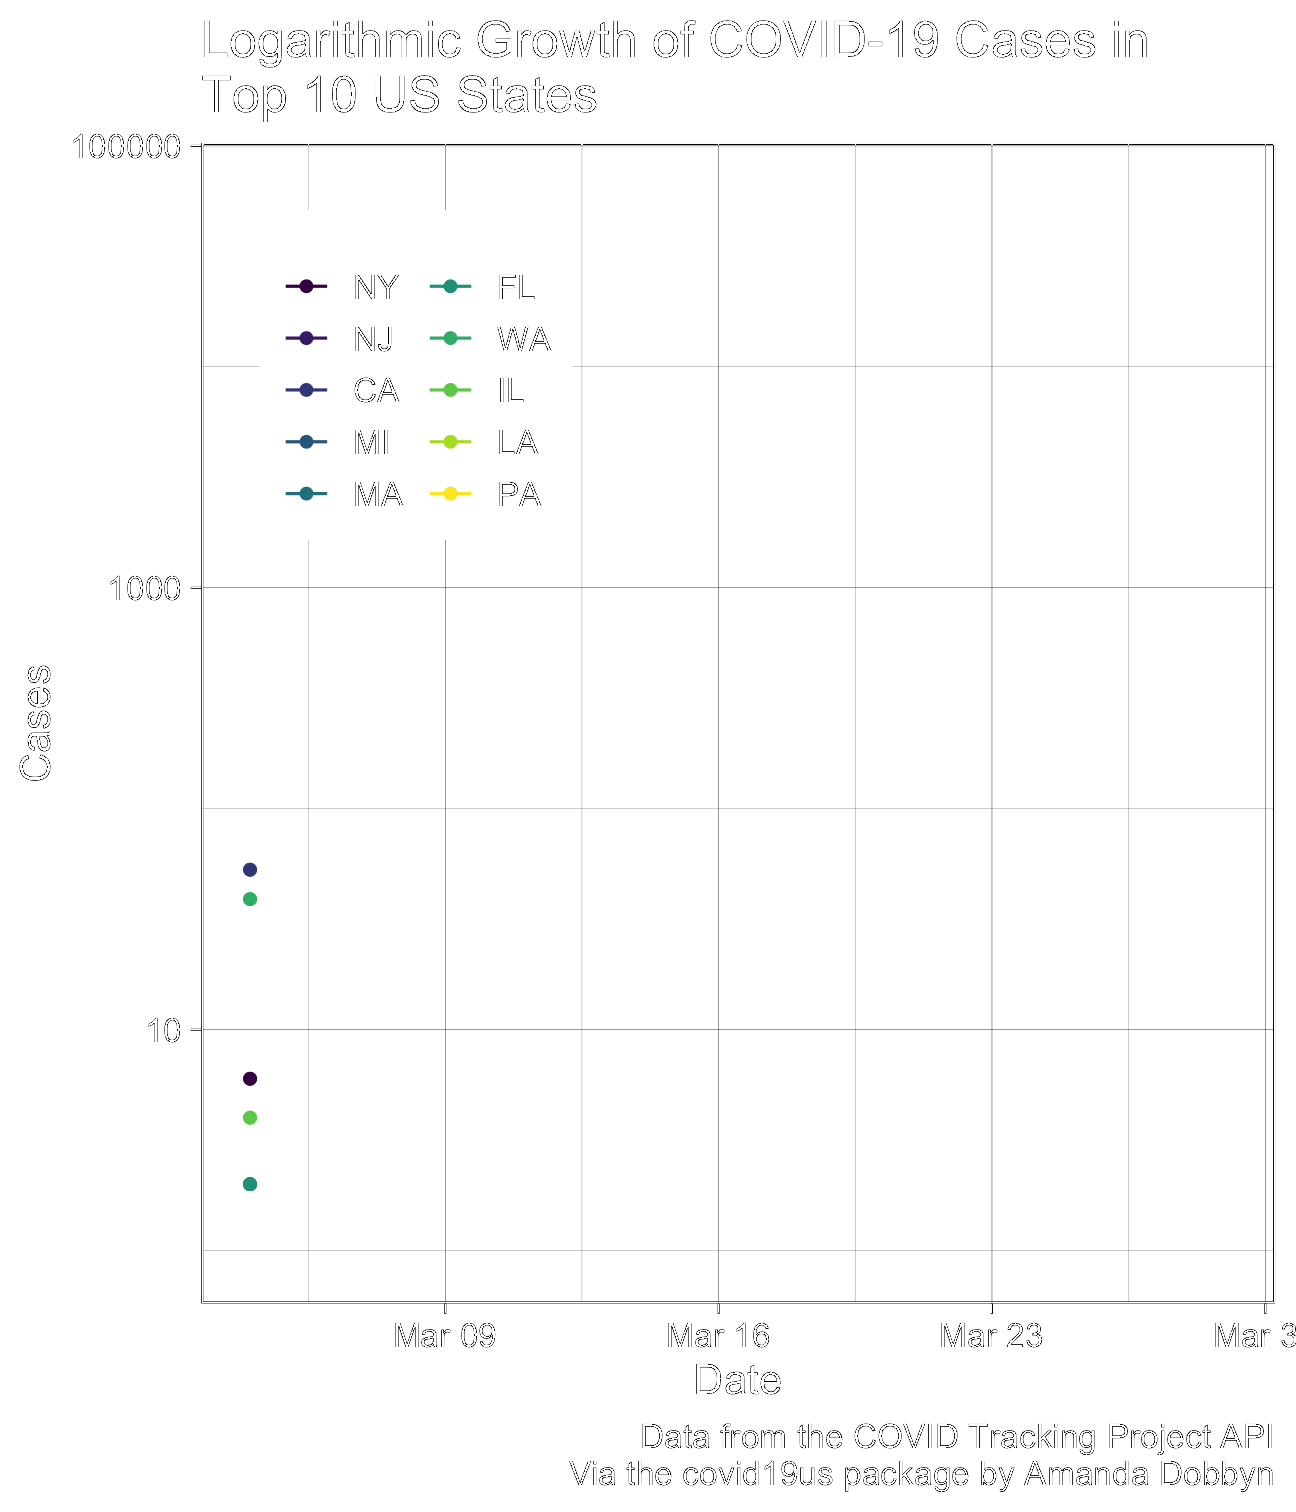 Logarithmic Growth of COVID-19 Cases in
Top 10 US States
100000
1000
10
Cases
NY
NJ
CA
MI
MA
FL
WA
IL
LA
PA
Mar 09
Mar 16
Mar 23
Mar 3
Date
Data from the COVID Tracking Project API
Via the covid19us package by Amanda Dobbyn